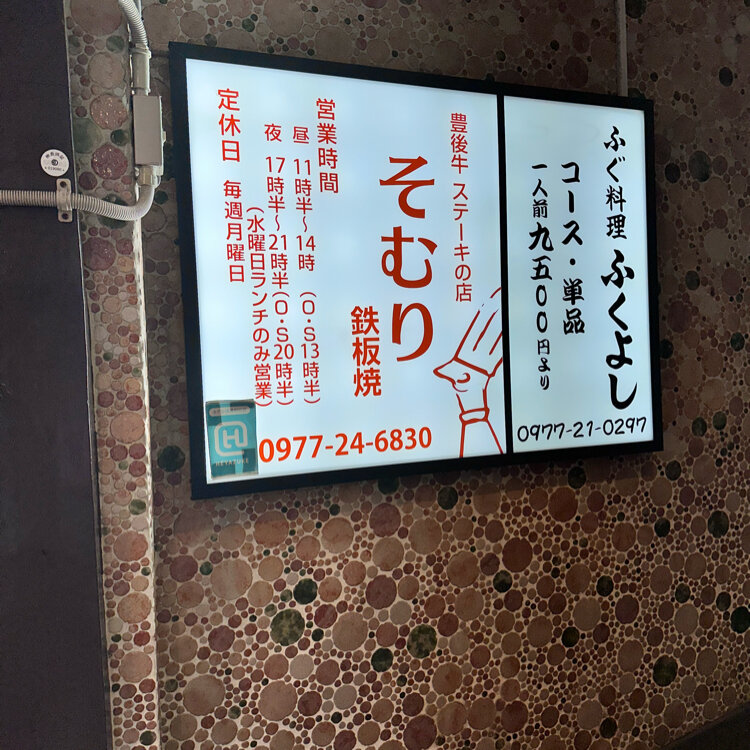 ふぐ料理 ふくよし
コース・単品
一人前 九五〇〇円より
0977-21-0297
豊後牛 ステーキの店
そむり
鉄板焼
営業時間
昼 11時半～14時 (O・S13時半)
夜 17時半～21時半(O・S20時半)
(水曜日ランチのみ営業)
定休日 毎週月曜日
0977-24-6830
HEYAZUKE